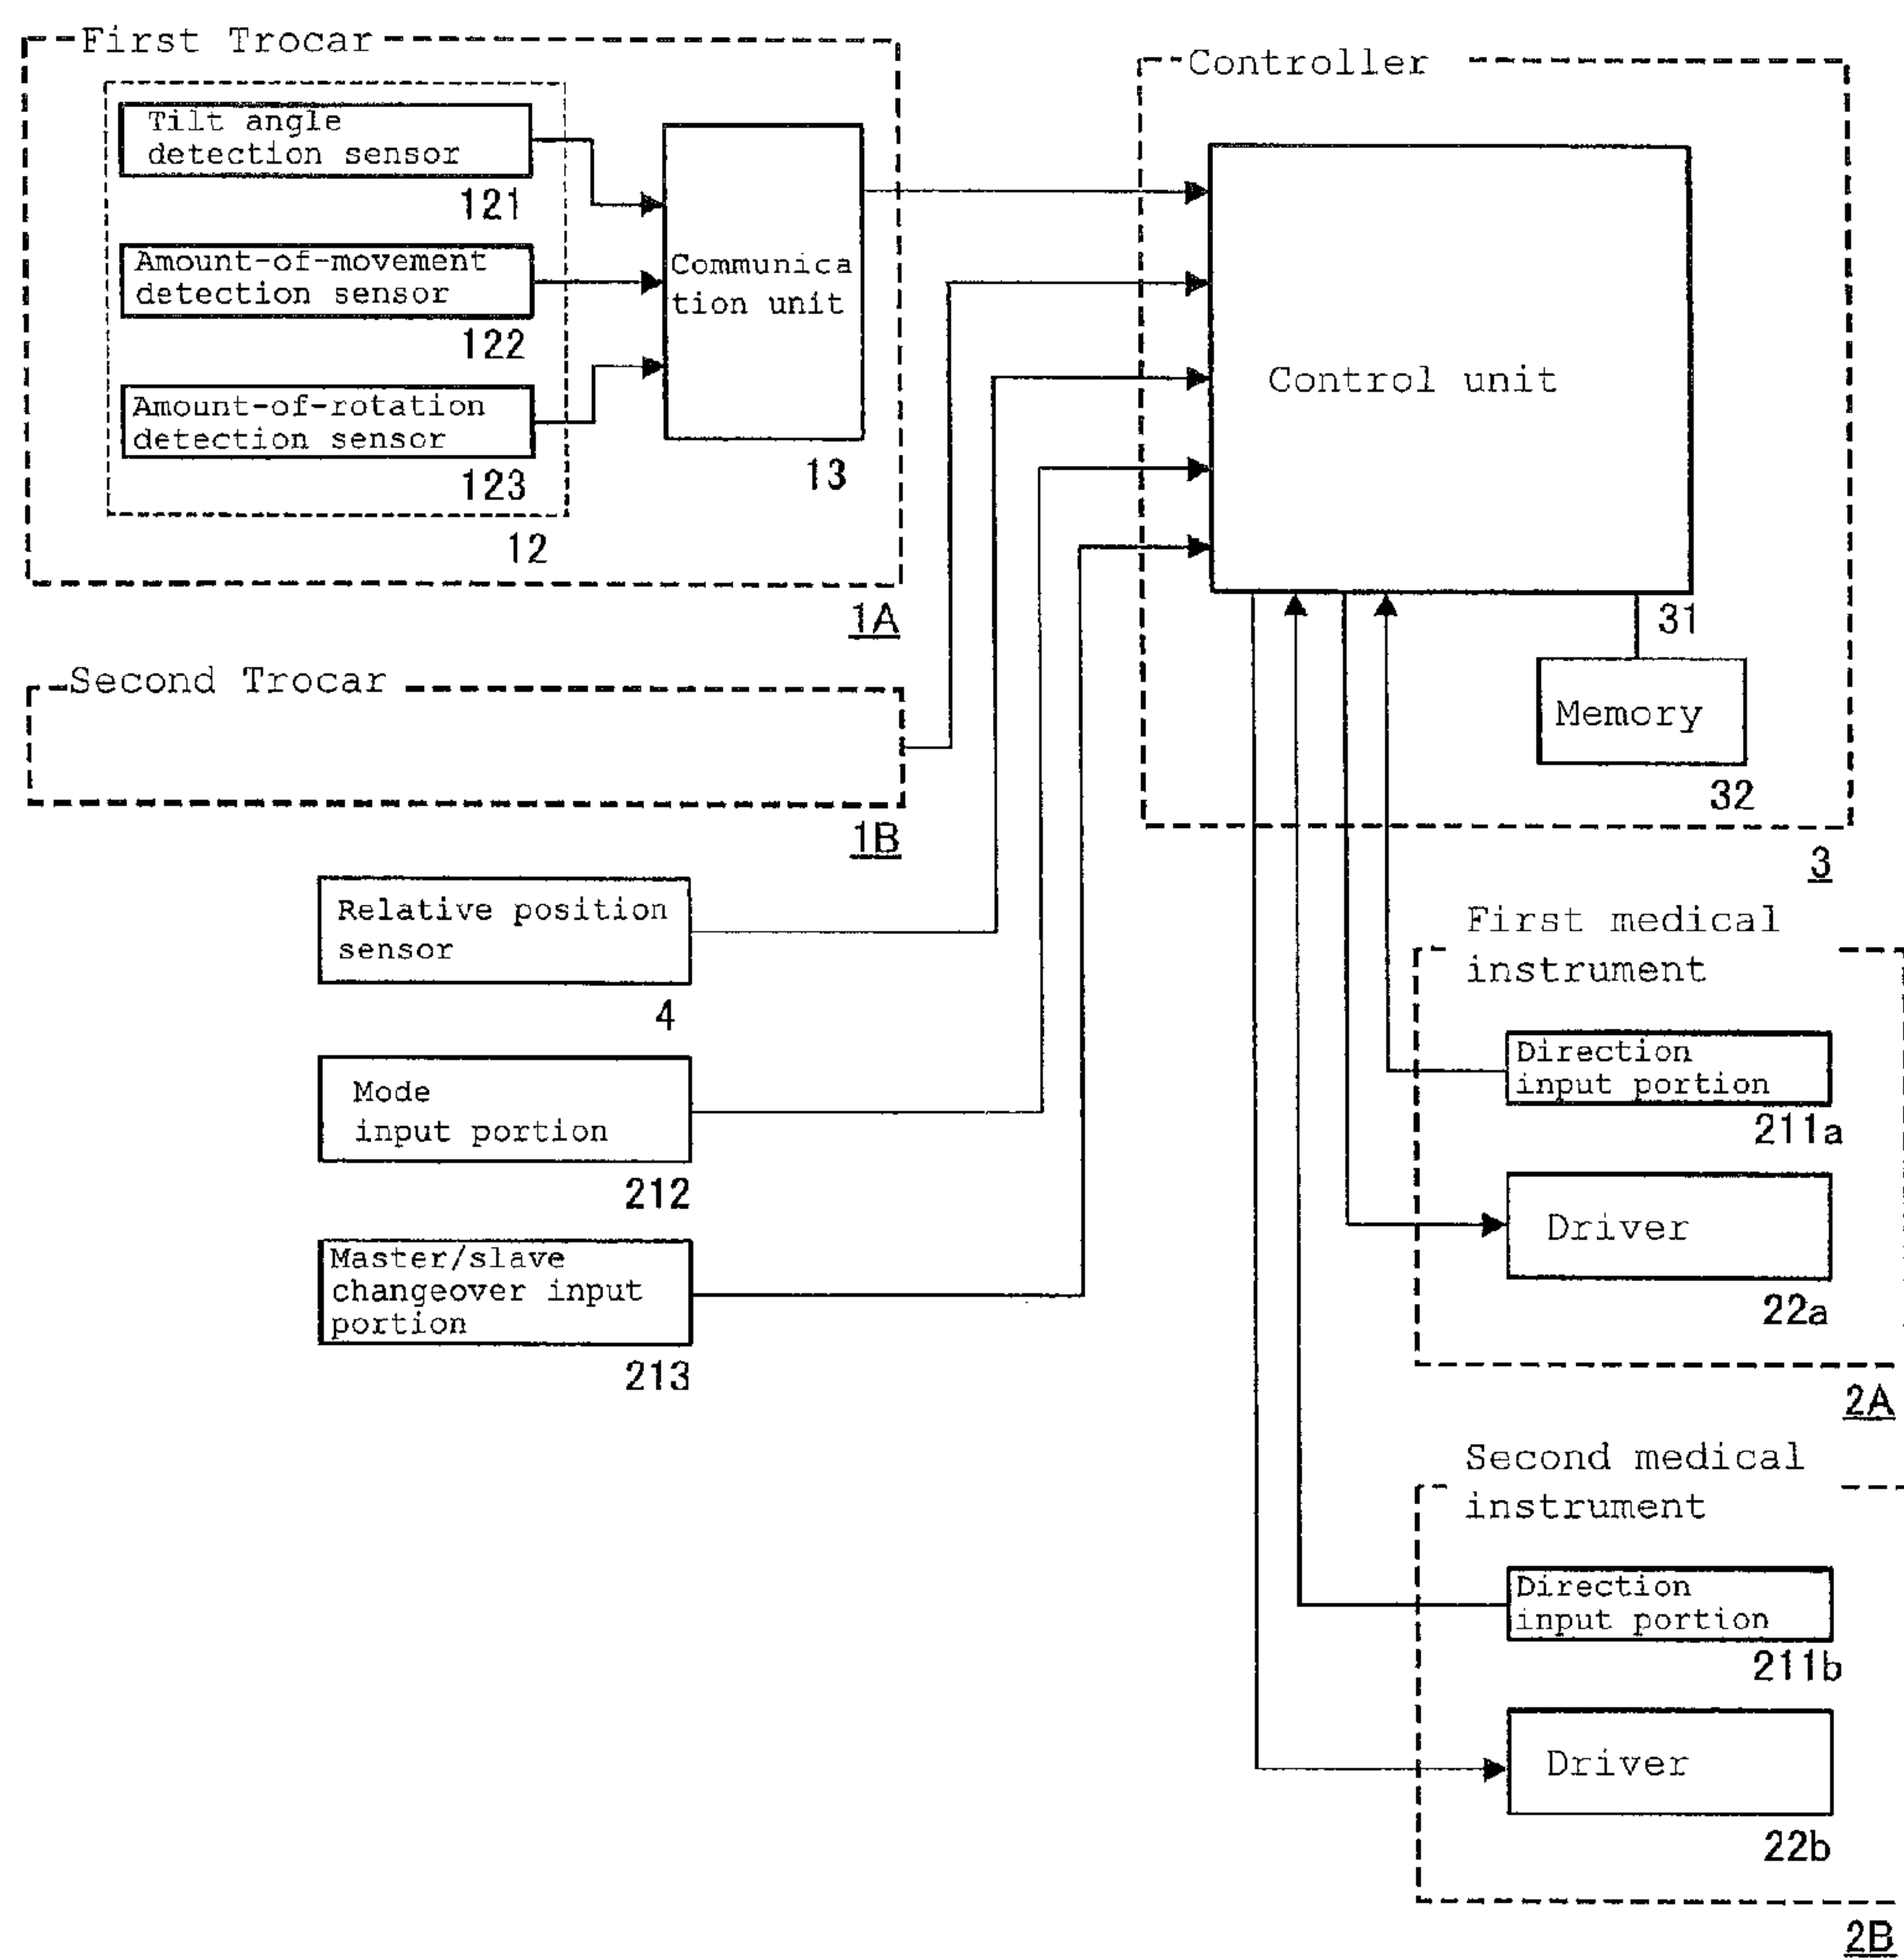 First Trocar
Tilt angle
detection sensor
121
Amount-of-movement
detection sensor
122
Amount-of-rotation
detection sensor
123
12
Communica
tion unit
13
1A
Second Trocar
1B
Relative position
sensor
4
Mode
input portion
212
Master/slave
changeover input
portion
213
Controller
Control unit
31
Memory
32
3
First medical
instrument
Direction
input portion
211a
Driver
22a
2A
Second medical
instrument
Direction
input portion
211b
Driver
22b
2B